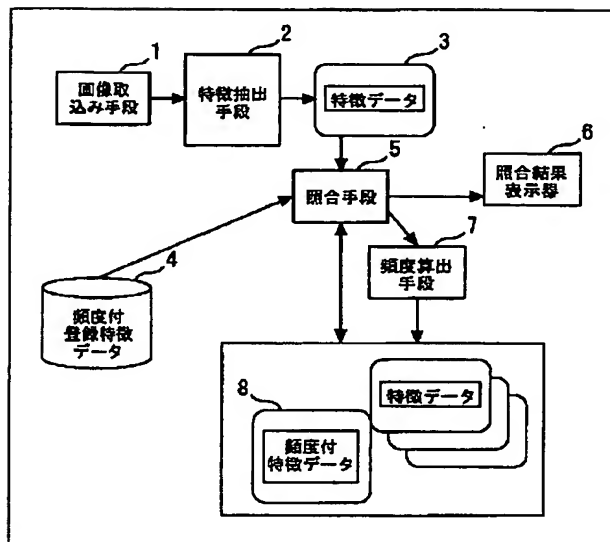 1
画像取
込み手段
2
特徴抽出
手段
3
特徴データ
5
照合手段
6
照合結果
表示器
7
頻度算出
手段
4
頻度付
登録特徴
データ
特徴データ
8
頻度付
特徴データ